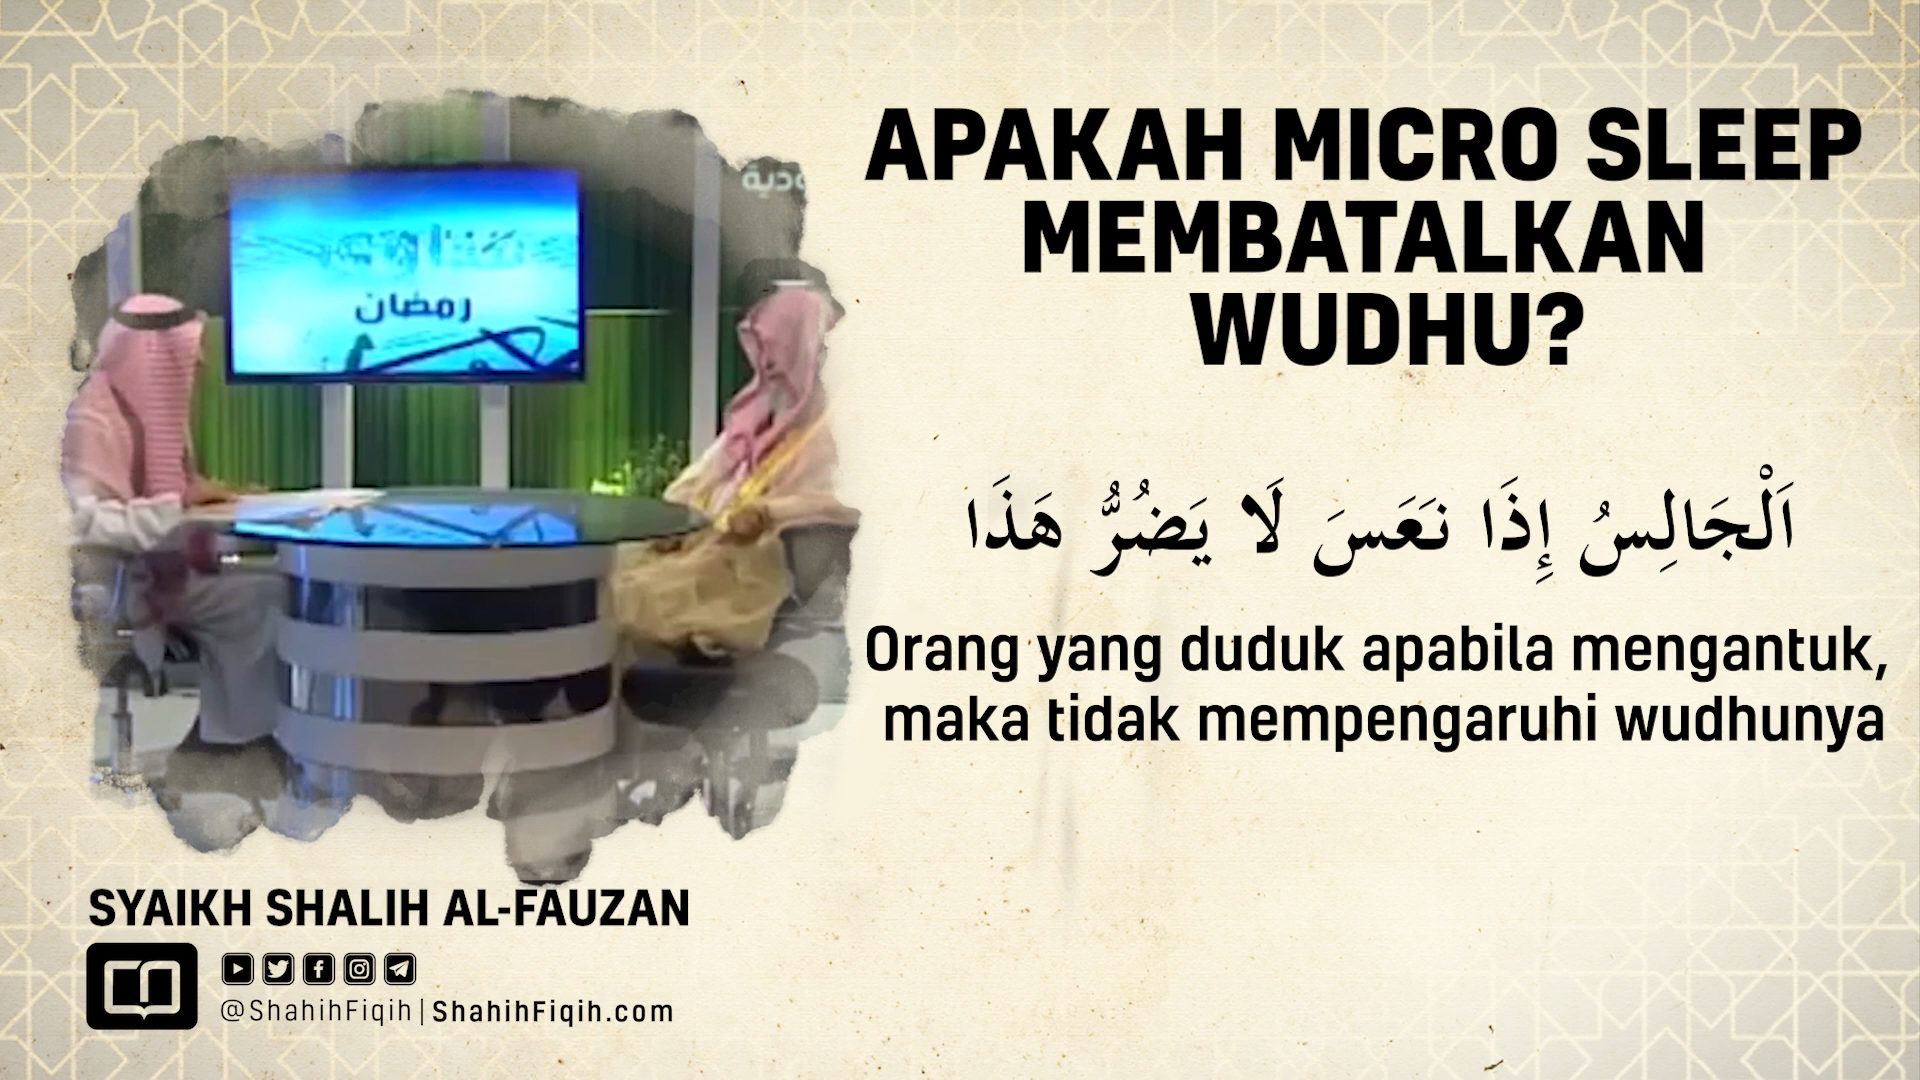 APAKAH MICRO SLEEP
MEMBATALKAN
WUDHU?
اَلْجَالِسُ إِذَا نَعَسَ لَا يَضُرُّ هَذَا
Orang yang duduk apabila mengantuk,
maka tidak mempengaruhi wudhunya
رمضان
SYAIKH SHALIH AL-FAUZAN
@ShahihFiqih | ShahihFiqih.com